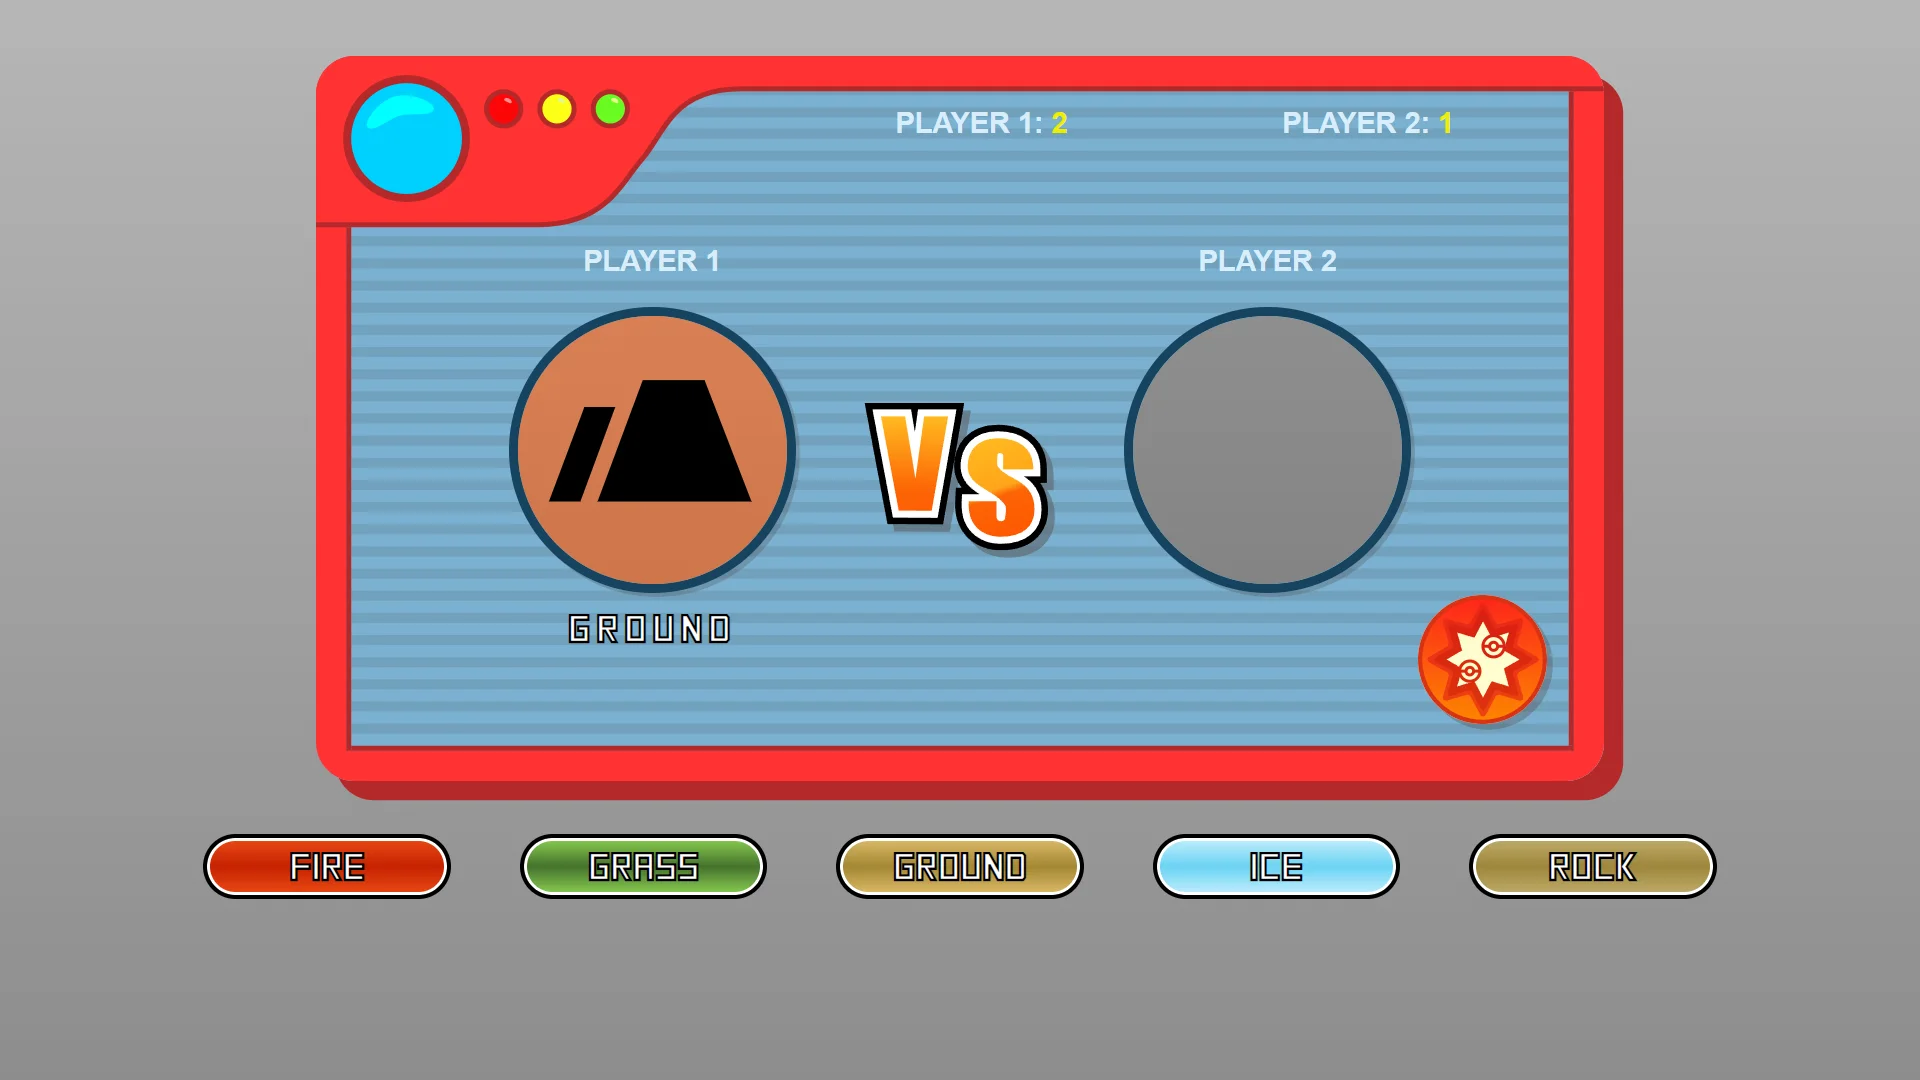 PLAYER 1: 2
PLAYER 2: 1
PLAYER 1
PLAYER 2
VS
GROUND
FIRE
GRASS
GROUND
ICE
ROCK